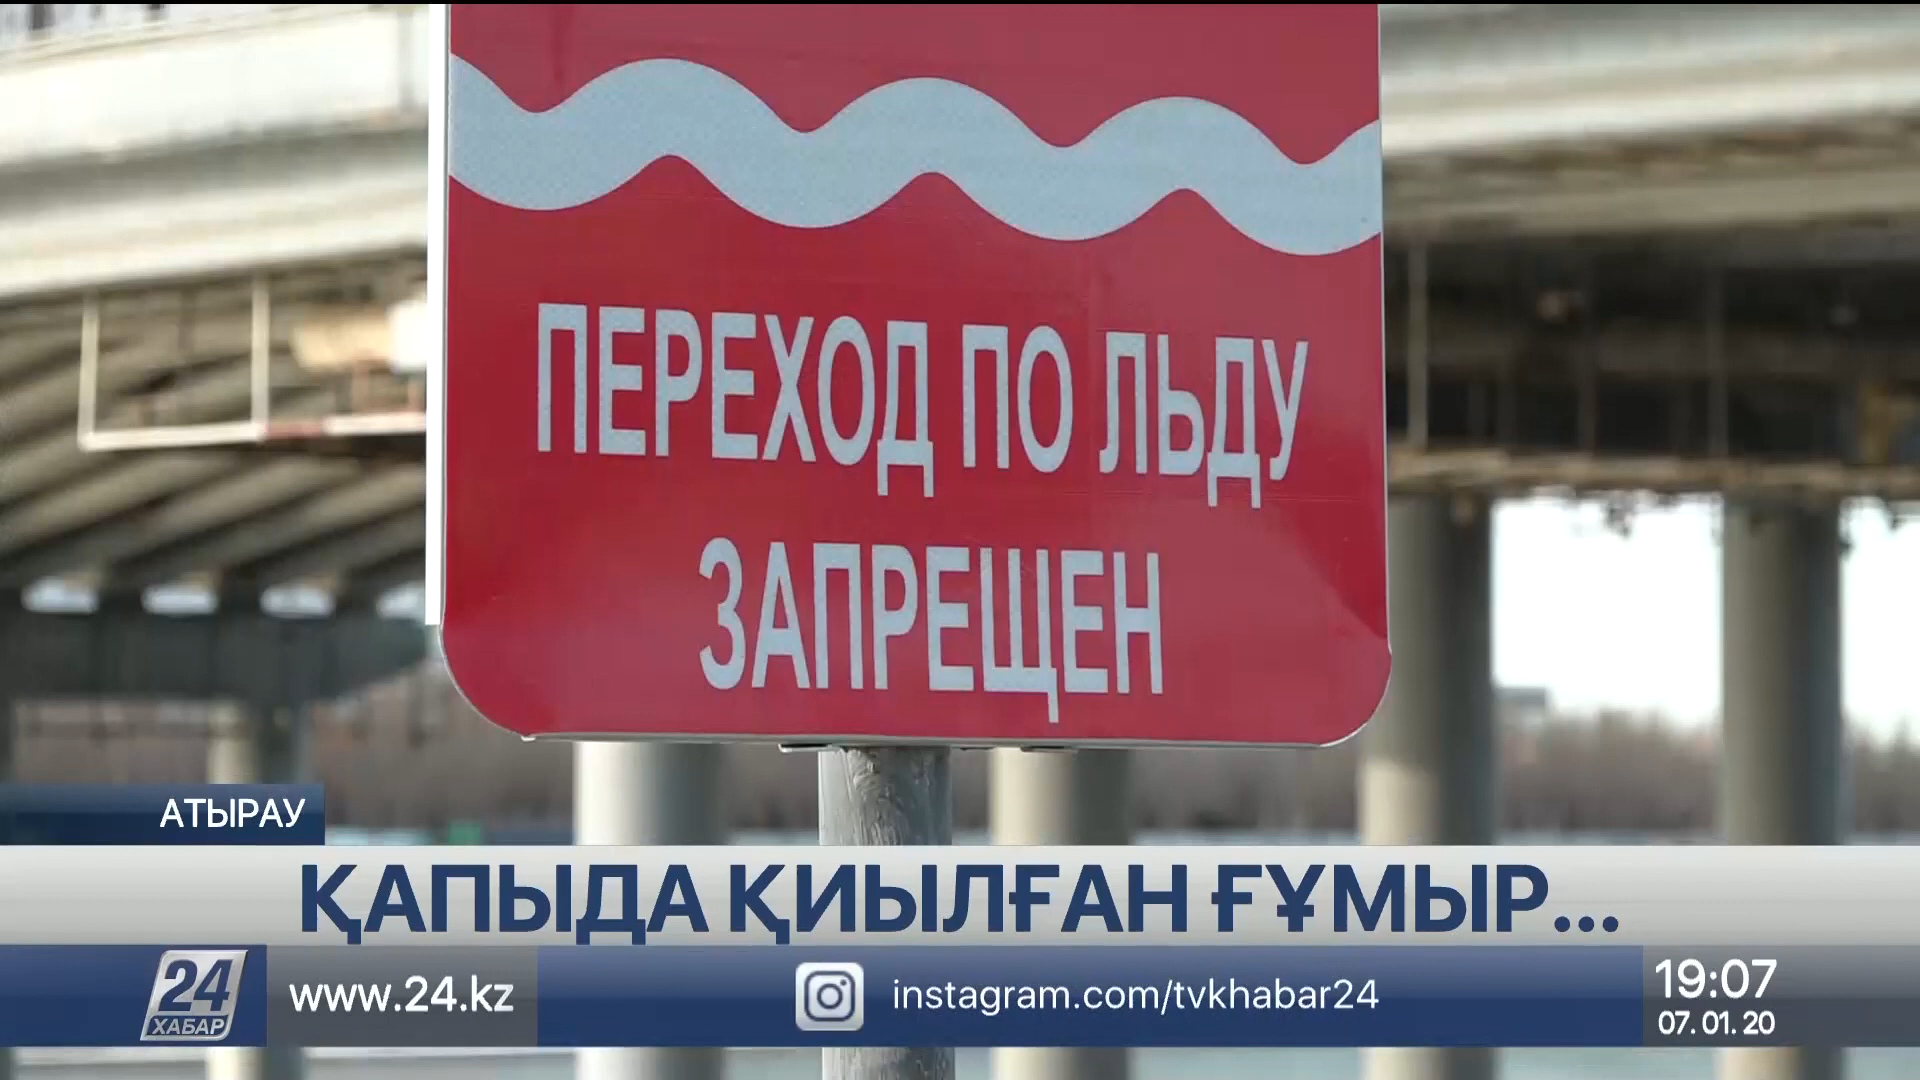 ПЕРЕХОД ПО ЛЬДУ
ЗАПРЕЩЕН
АТЫРАУ
ҚАПЫДА ҚИЫЛҒАН ҒҰМЫР...
24
ХАБАР
www.24.kz
instagram.com/tvkhabar24
19:07
07. 01. 20